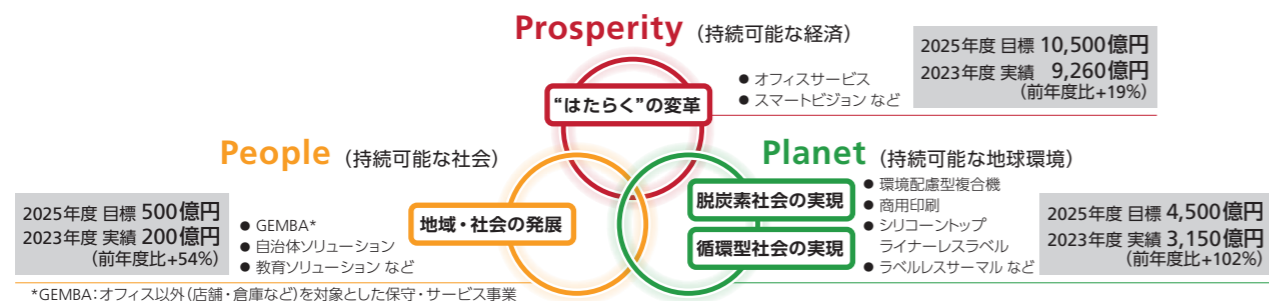 Prosperity（持続可能な経済）
2025年度 目標 10,500億円
2023年度 実績 9,260億円
（前年度比+19%）
● オフィスサービス
● スマートビジョン など
“はたらく”の変革
People（持続可能な社会）
2025年度 目標 500億円
2023年度 実績 200億円
（前年度比+54%）
● GEMBA*
● 自治体ソリューション
● 教育ソリューション など
地域・社会の発展
Planet（持続可能な地球環境）
脱炭素社会の実現
循環型社会の実現
● 環境配慮型複合機
● 商用印刷
● シリコーントップ
ライナーレスラベル
● ラベルレスサーマル など
2025年度 目標 4,500億円
2023年度 実績 3,150億円
（前年度比+102%）
*GEMBA：オフィス以外（店舗・倉庫など）を対象とした保守・サービス事業